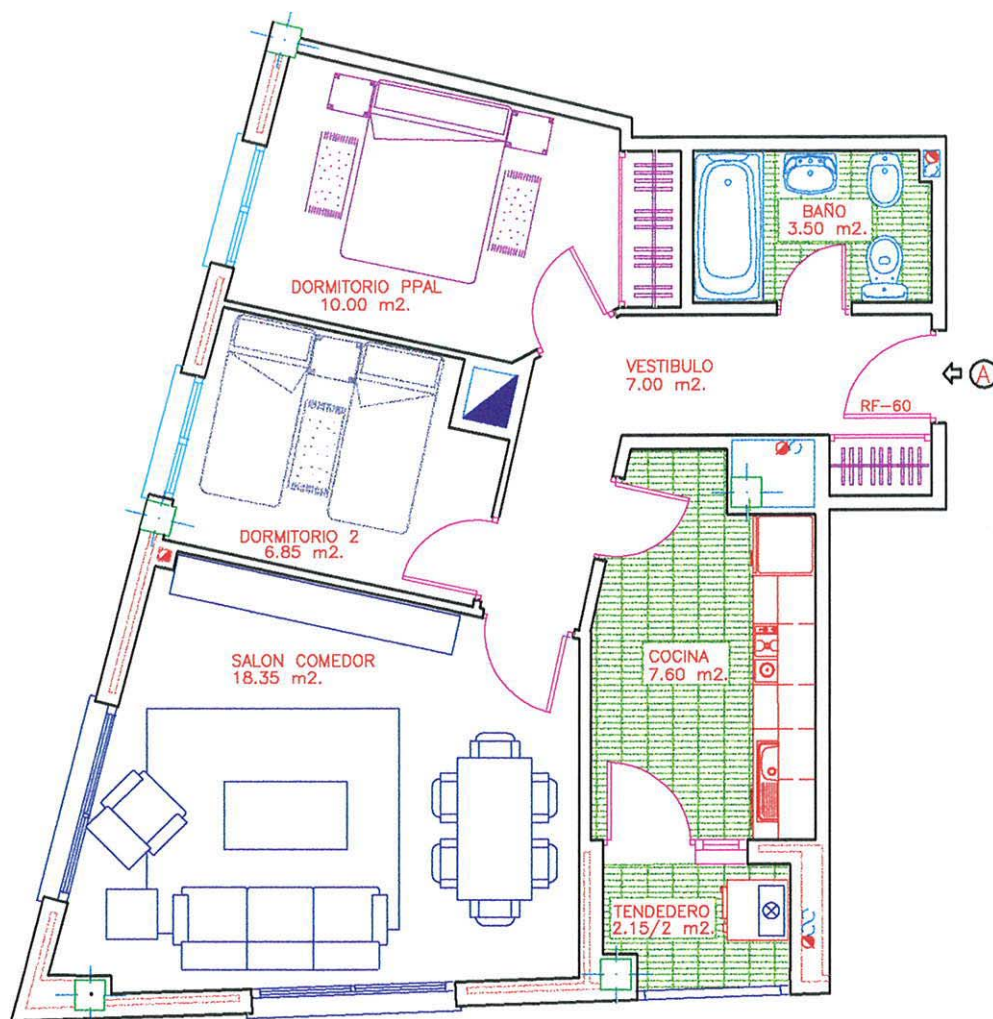 BAÑO
3.50 m2.
DORMITORIO PPAL
10.00 m2.
VESTIBULO
7.00 m2.
A
RF-60
DORMITORIO 2
6.85 m2.
SALON COMEDOR
18.35 m2.
COCINA
7.60 m2.
TENDEDERO
2.15/2 m2.